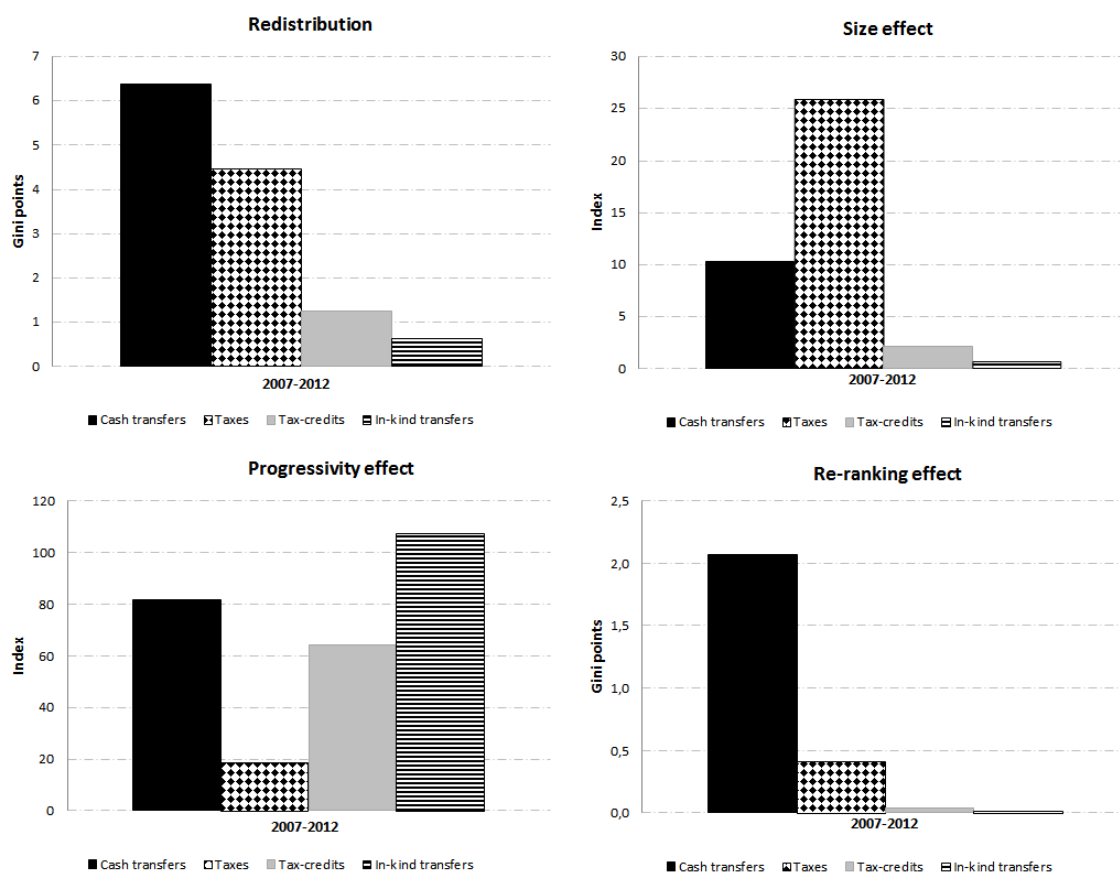 Redistribution
7
6
5
4
3
2
1
0
Gini points
2007-2012
Cash transfers Taxes Tax-credits In-kind transfers
Size effect
30
25
20
15
10
5
0
Index
2007-2012
Cash transfers Taxes Tax-credits In-kind transfers
Progressivity effect
120
100
80
60
40
20
0
Index
2007-2012
Cash transfers Taxes Tax-credits In-kind transfers
Re-ranking effect
2,5
2,0
1,5
1,0
0,5
0,0
Gini points
2007-2012
Cash transfers Taxes Tax-credits In-kind transfers